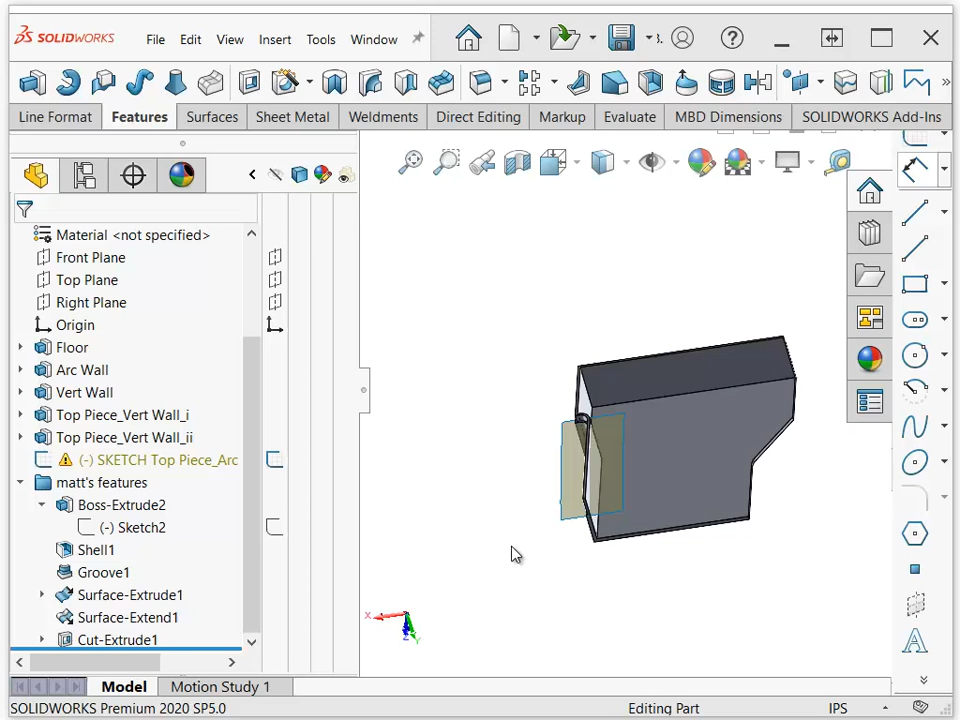 SOLIDWORKS File Edit View Insert Tools Window
Line Format Features Surfaces Sheet Metal Weldments Direct Editing Markup Evaluate MBD Dimensions SOLIDWORKS Add-Ins
Material <not specified>
Front Plane
Top Plane
Right Plane
Origin
Floor
Arc Wall
Vert Wall
Top Piece_Vert Wall_i
Top Piece_Vert Wall_ii
(-) SKETCH Top Piece_Arc
matt's features
Boss-Extrude2
(-) Sketch2
Shell1
Groove1
Surface-Extrude1
Surface-Extend1
Cut-Extrude1
X
Z Y
Model Motion Study 1
SOLIDWORKS Premium 2020 SP5.0 Editing Part IPS